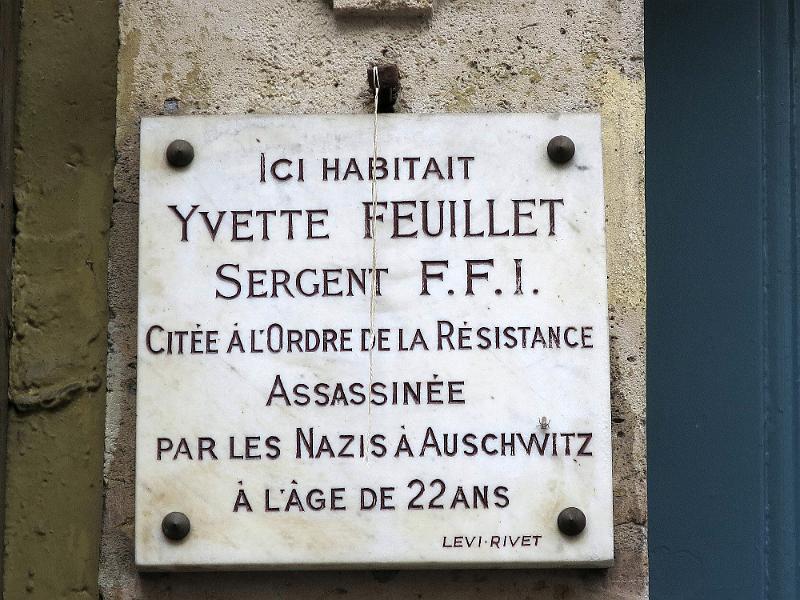 ICI HABITAIT
YVETTE FEUILLET
SERGENT F.F.I.
CITÉE À L'ORDRE DE LA RÉSISTANCE
ASSASSINÉE
PAR LES NAZIS À AUSCHWITZ
À L'ÂGE DE 22 ANS
LEVI-RIVET